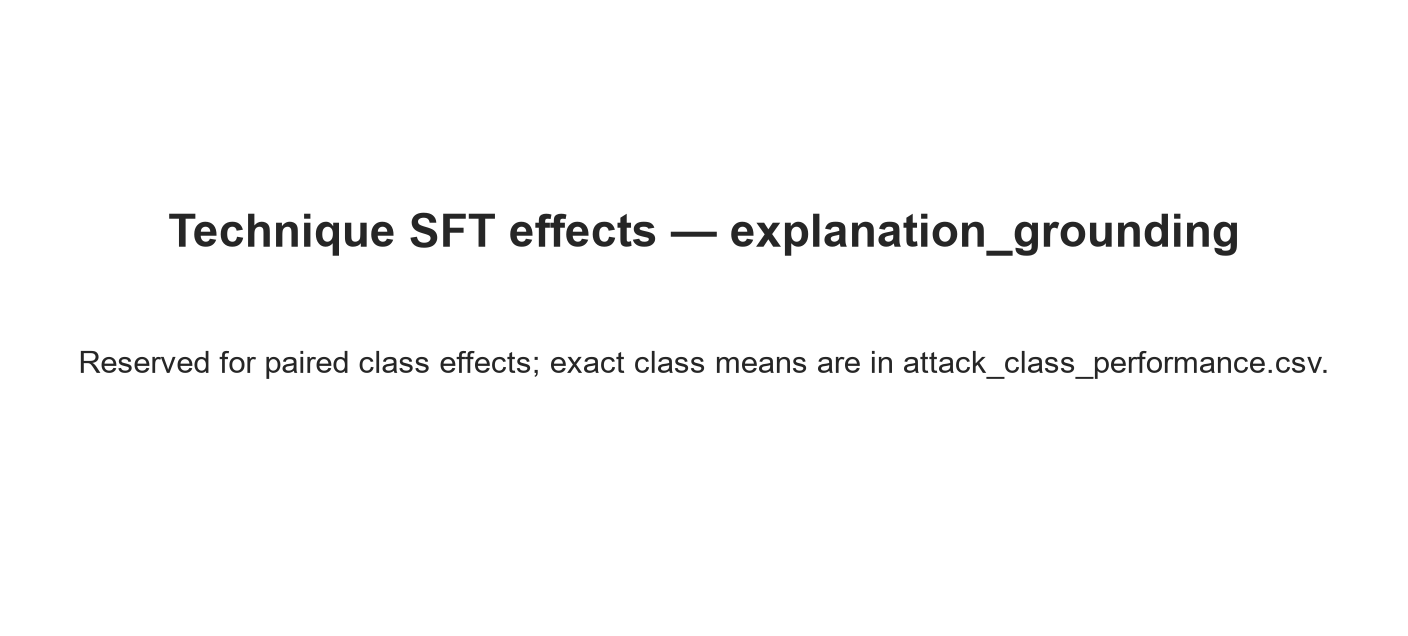 Technique SFT effects — explanation_grounding
Reserved for paired class effects; exact class means are in attack_class_performance.csv.